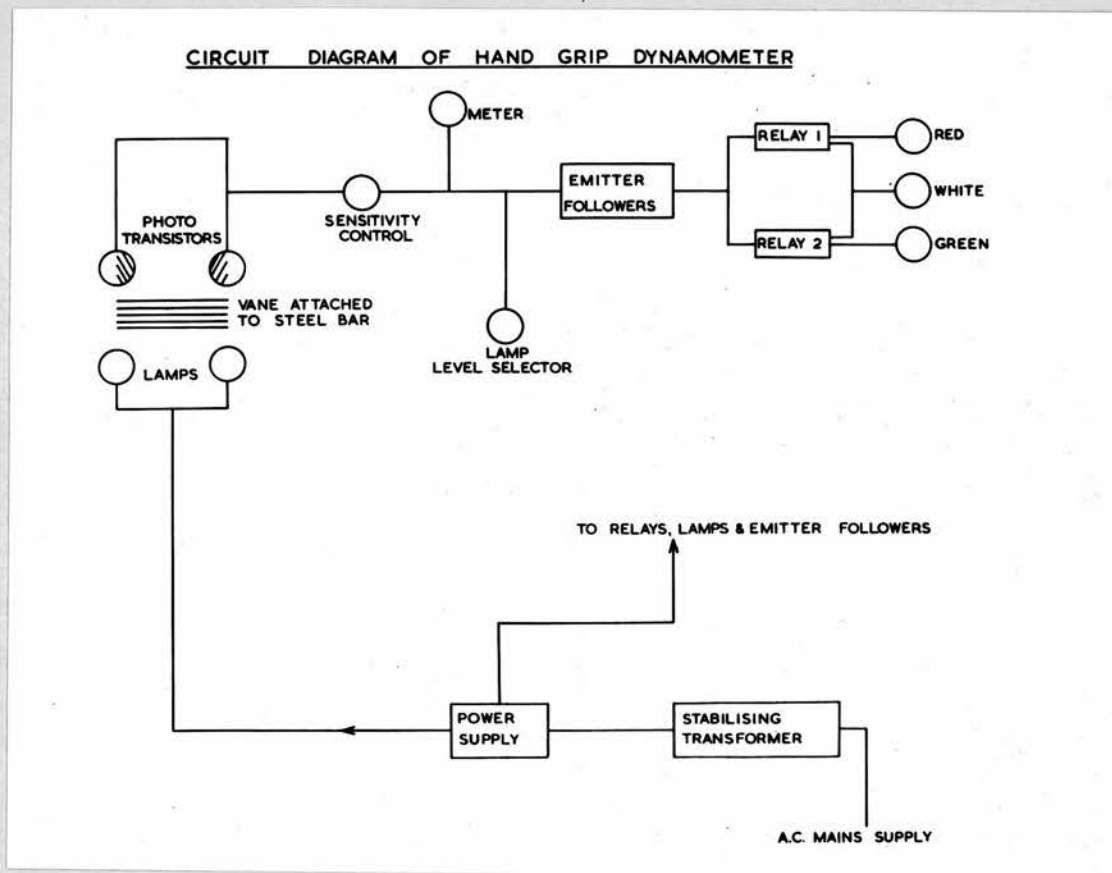 CIRCUIT DIAGRAM OF HAND GRIP DYNAMOMETER
METER
RELAY 1
RED
PHOTO
TRANSISTORS
SENSITIVITY
CONTROL
EMITTER
FOLLOWERS
WHITE
RELAY 2
GREEN
VANE ATTACHED
TO STEEL BAR
LAMPS
LAMP
LEVEL SELECTOR
TO RELAYS, LAMPS & EMITTER FOLLOWERS
POWER
SUPPLY
STABILISING
TRANSFORMER
A.C. MAINS SUPPLY